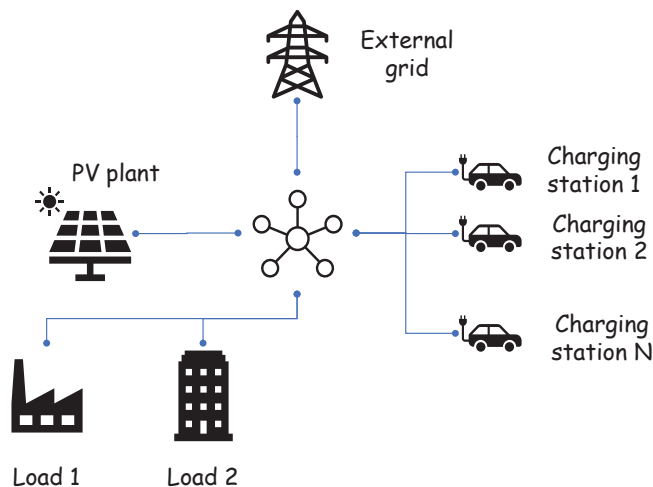 External
grid
PV plant
Charging
station 1
Charging
station 2
Charging
station N
Load 1
Load 2